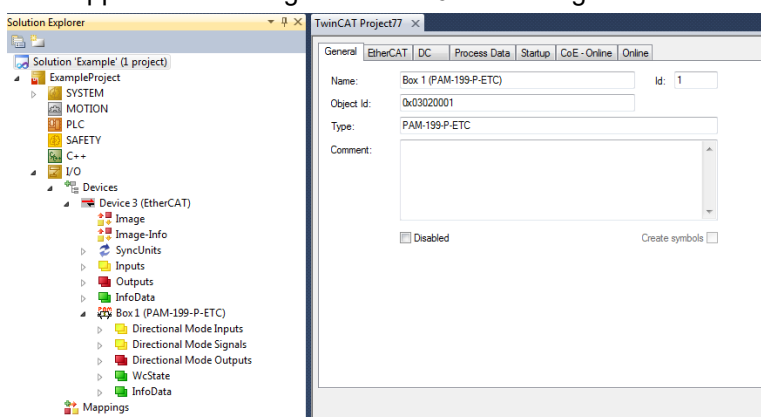 Solution Explorer
Solution 'Example' (1 project)
ExampleProject
SYSTEM
MOTION
PLC
SAFETY
C++
I/O
Devices
Device 3 (EtherCAT)
Image
Image-Info
SyncUnits
Inputs
Outputs
InfoData
Box 1 (PAM-199-P-ETC)
Directional Mode Inputs
Directional Mode Signals
Directional Mode Outputs
WcState
InfoData
Mappings
TwinCAT Project77
General EtherCAT DC Process Data Startup CoE - Online Online
Name: Box 1 (PAM-199-P-ETC) Id: 1
Object Id: 0x03020001
Type: PAM-199-P-ETC
Comment:
Disabled Create symbols